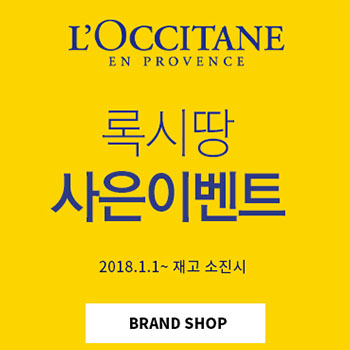 L'OCCITANE
EN PROVENCE
록시땅
사은이벤트
2018.1.1~ 재고 소진시
BRAND SHOP